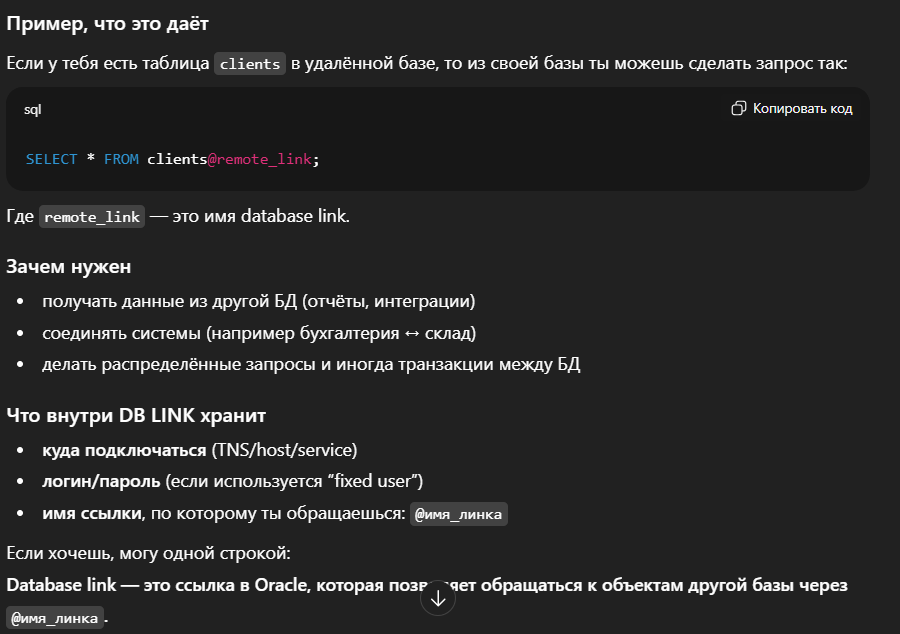 Пример, что это даёт
Если у тебя есть таблица clients в удалённой базе, то из своей базы ты можешь сделать запрос так:
sql
Копировать код
SELECT * FROM clients@remote_link;
Где remote_link — это имя database link.
Зачем нужен
• получать данные из другой БД (отчёты, интеграции)
• соединять системы (например бухгалтерия ↔ склад)
• делать распределённые запросы и иногда транзакции между БД
Что внутри DB LINK хранит
• куда подключаться (TNS/host/service)
• логин/пароль (если используется “fixed user”)
• имя ссылки, по которому ты обращаешься: @имя_линка
Если хочешь, могу одной строкой:
Database link — это ссылка в Oracle, которая обращаться к объектам другой базы через
@имя_линка.